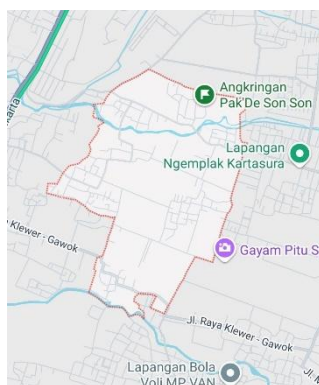 Angkringan
Pak'De Son Son
Lapangan
Ngemplak Kartasura
Raya Klewer - Gawok
Gayam Pitu S
Jl. Raya Klewer - Gawok
Lapangan Bola
Voli MP VAN